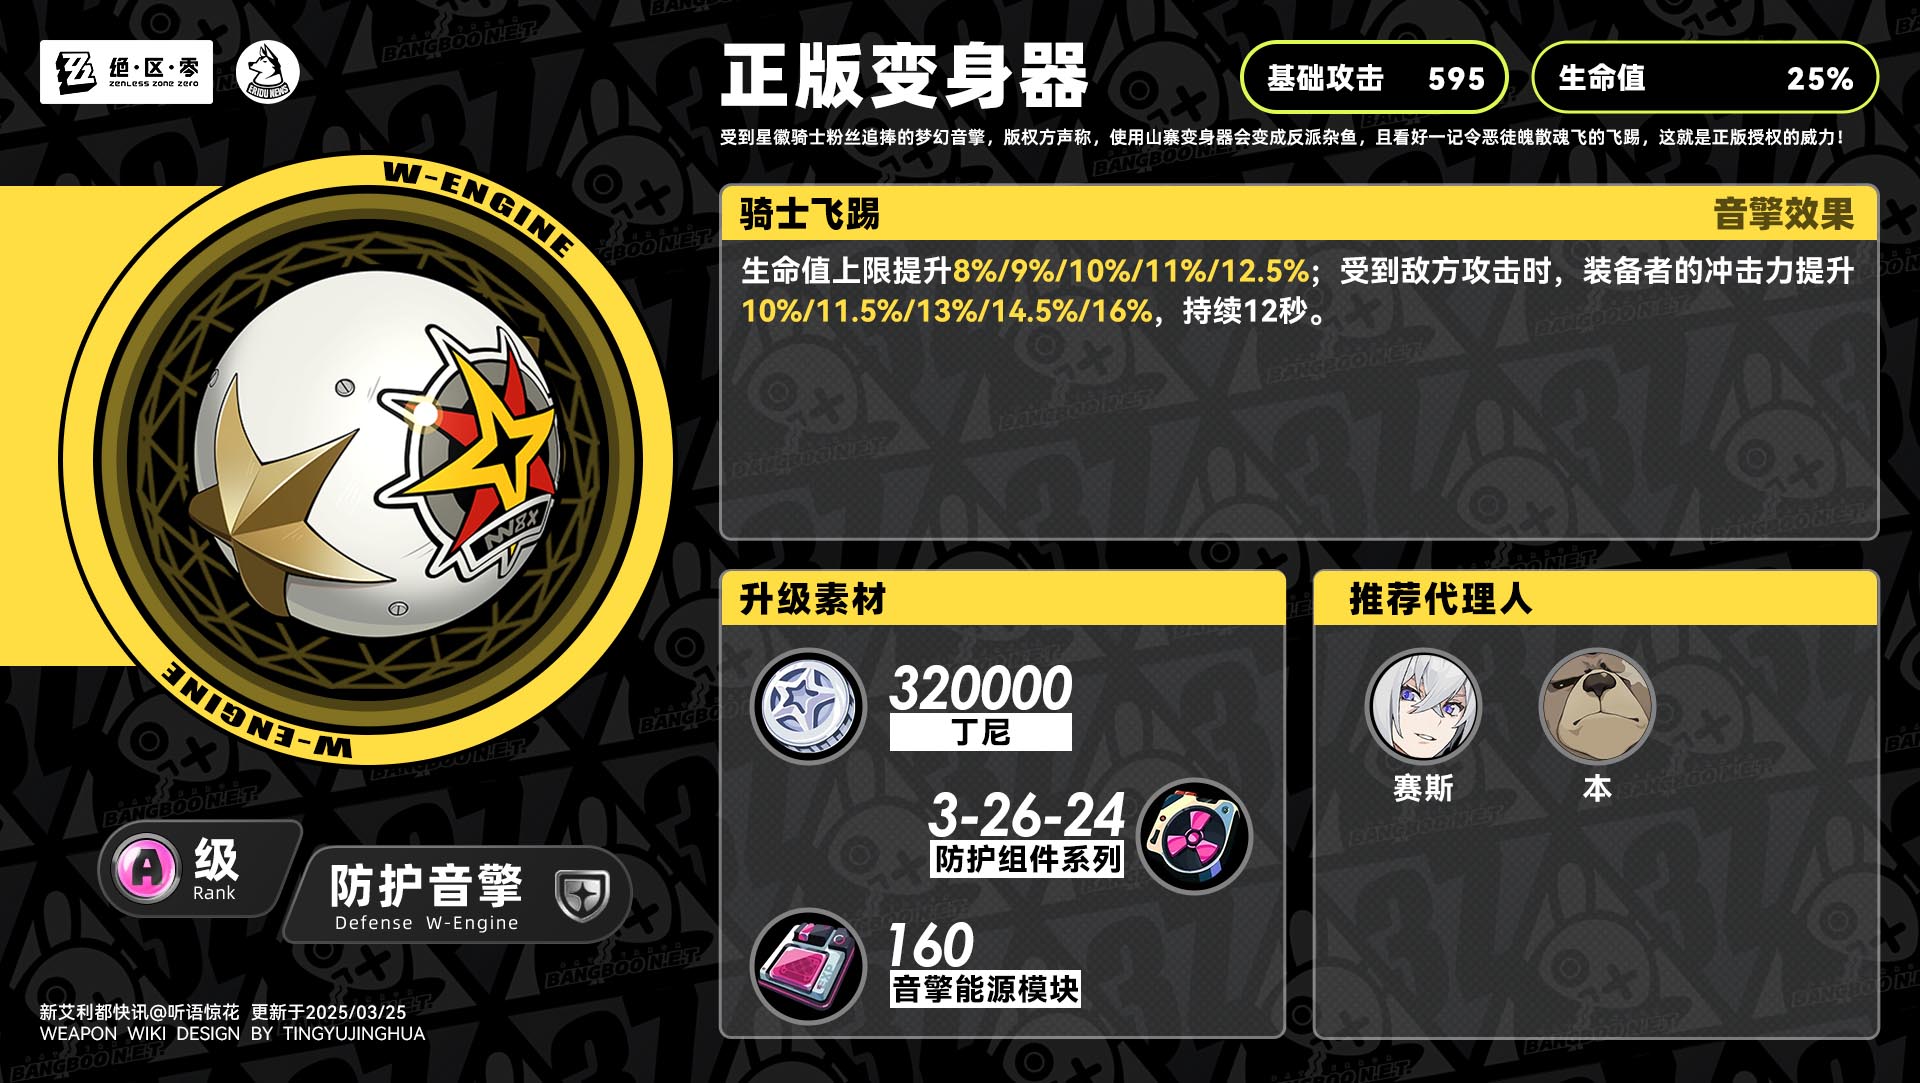 绝·区·零
ZENLESS ZONE ZERO
ERIDU NEWS
正版变身器
基础攻击 595
生命值 25%
受到星徽骑士粉丝追捧的梦幻音擎，版权方声称，使用山寨变身器会变成反派杂鱼，且看好一记令恶徒魄散魂飞的飞踢，这就是正版授权的威力！
W-ENGINE
W-ENGINE
MN8X
骑士飞踢 音擎效果
生命值上限提升8%/9%/10%/11%/12.5%；受到敌方攻击时，装备者的冲击力提升
10%/11.5%/13%/14.5%/16%，持续12秒。
升级素材
320000
丁尼
3-26-24
防护组件系列
160
音擎能源模块
推荐代理人
赛斯
本
A 级
Rank
防护音擎
Defense W-Engine
新艾利都快讯@听语惊花 更新于2025/03/25
WEAPON WIKI DESIGN BY TINGYUJINGHUA
BANGBOO N.E.T.